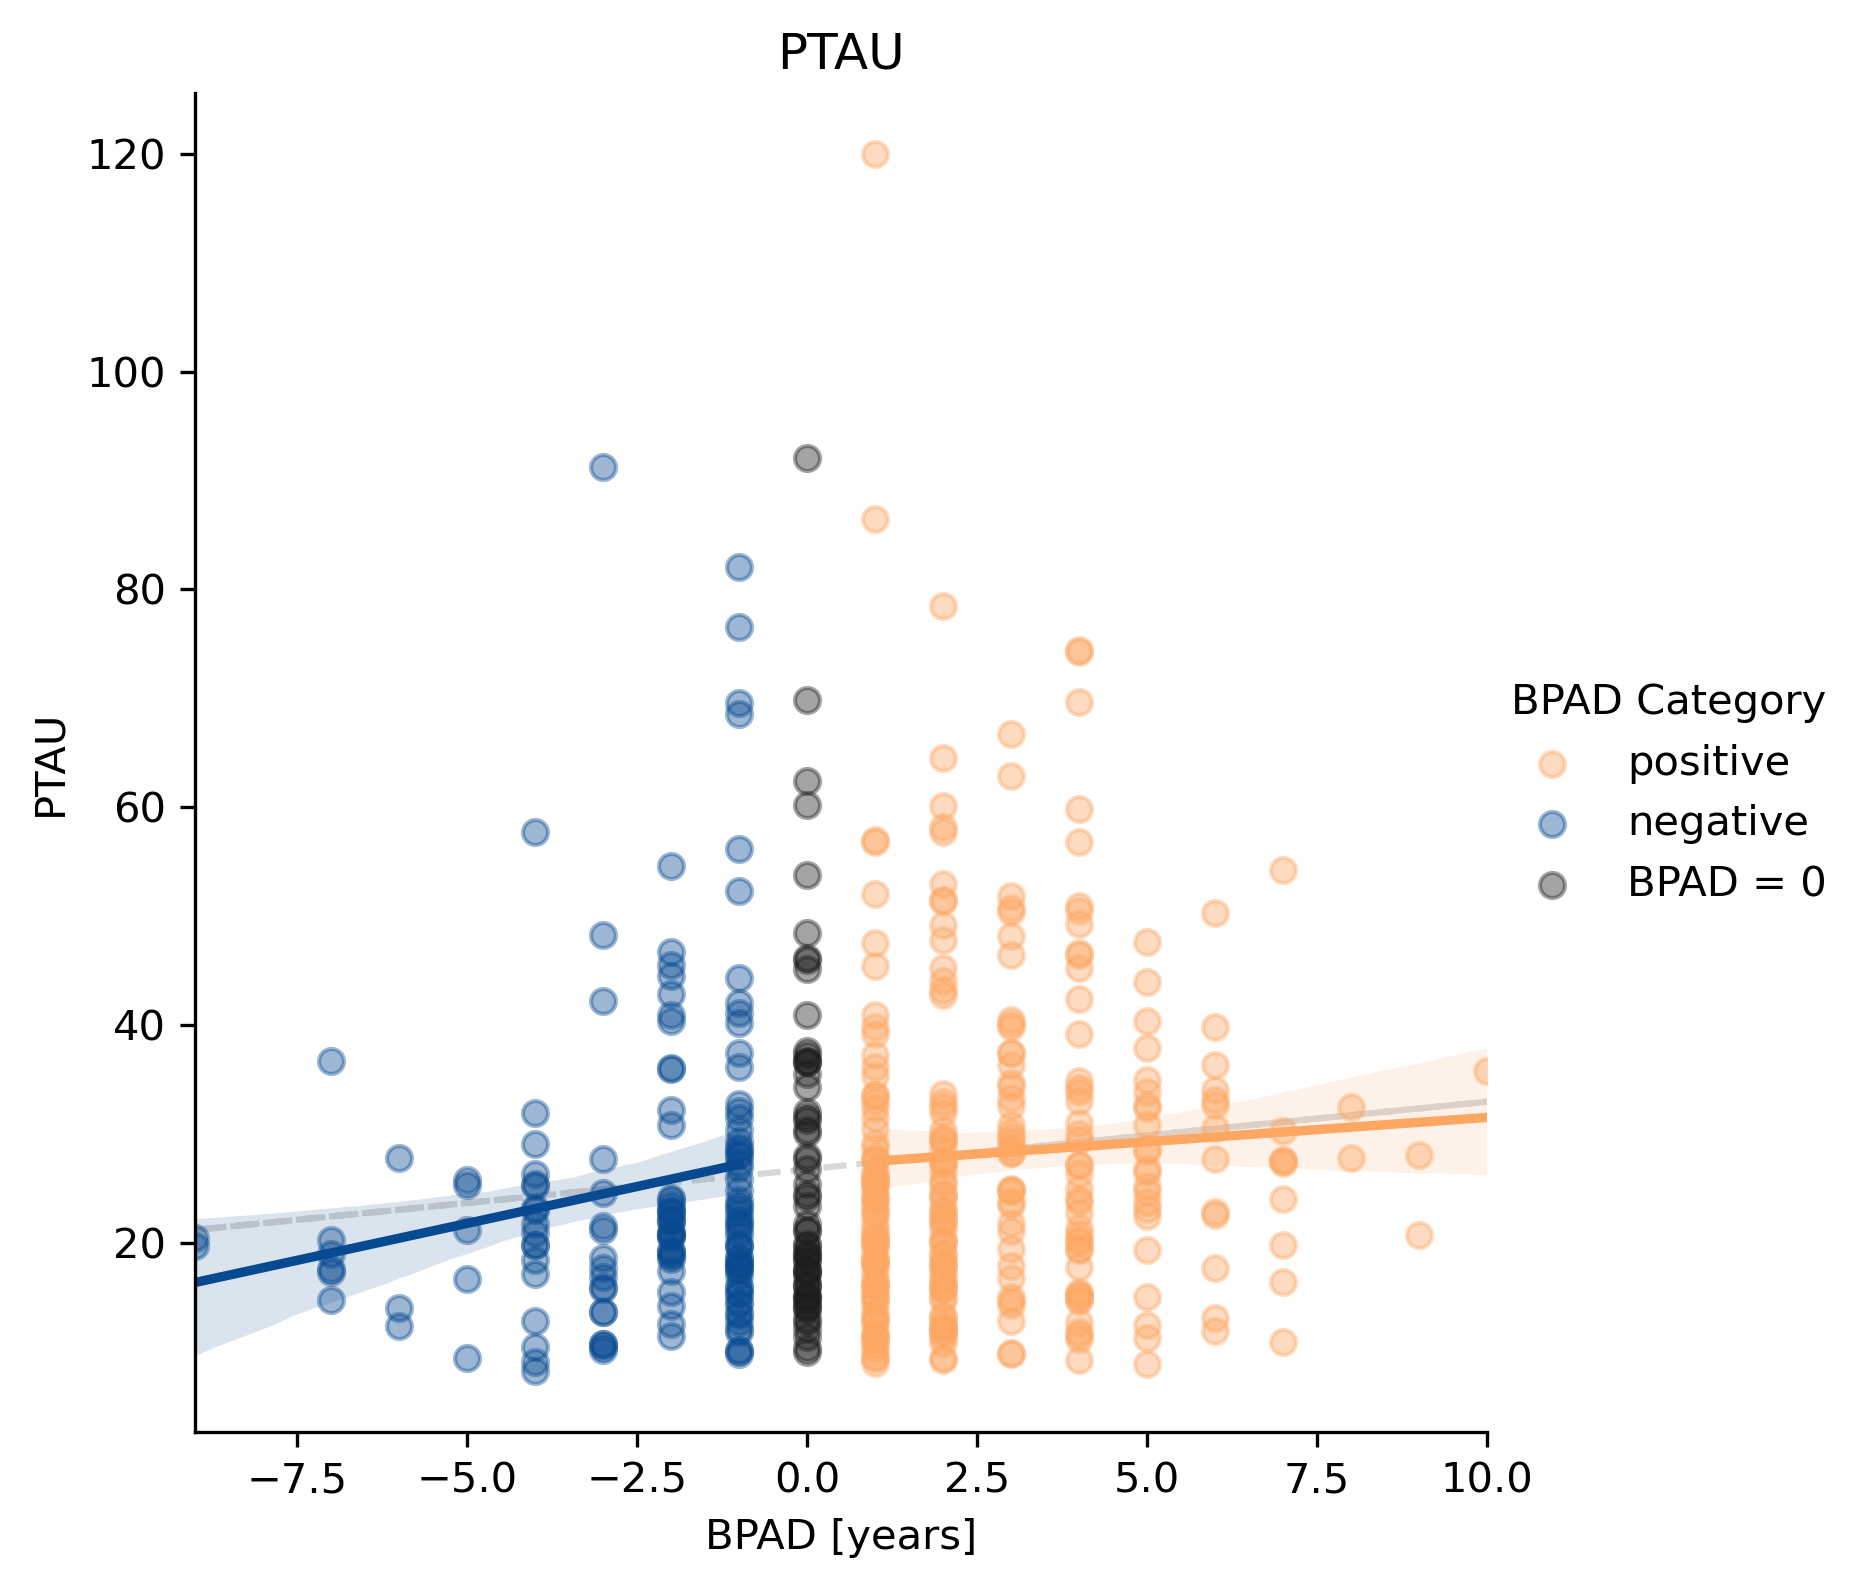 PTAU
120
100
80
60
40
20
PTAU
−7.5 −5.0 −2.5 0.0 2.5 5.0 7.5 10.0
BPAD [years]
BPAD Category
positive
negative
BPAD = 0